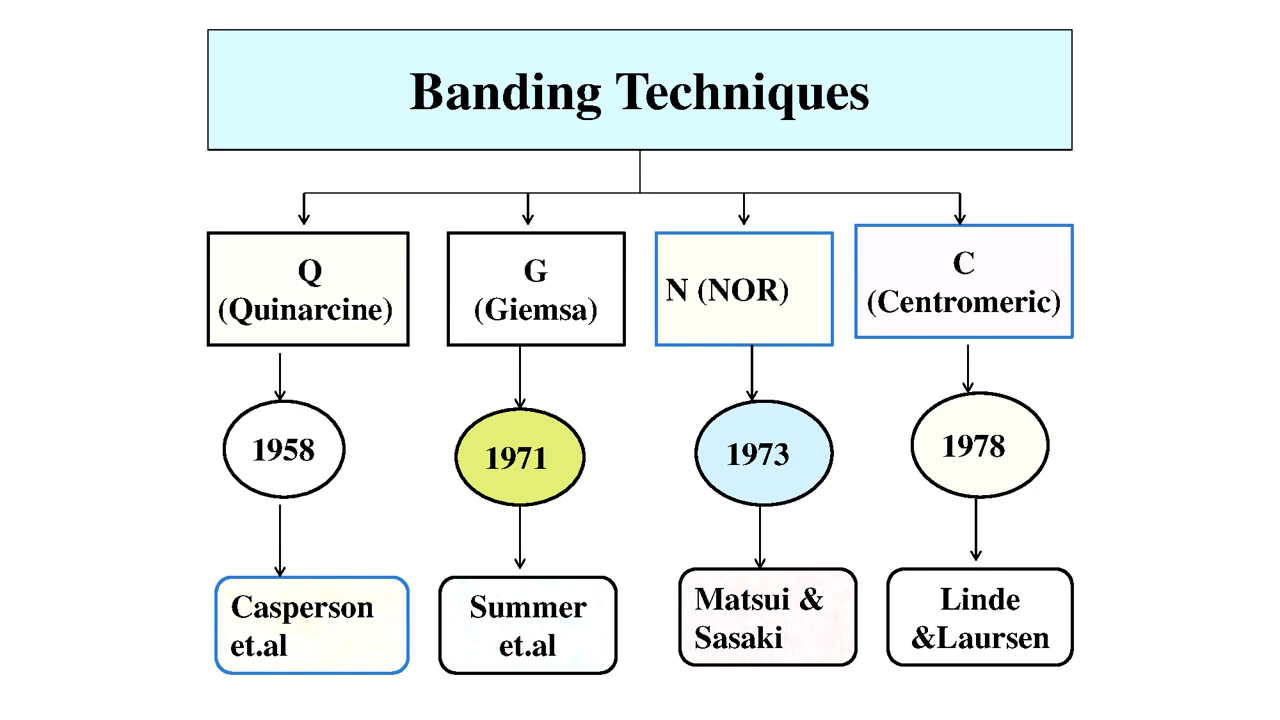 Banding Techniques
Q
(Quinarcine)
G
(Giemsa)
N (NOR)
C
(Centromeric)
1958
1971
1973
1978
Casperson
et.al
Summer
et.al
Matsui &
Sasaki
Linde
&Laursen